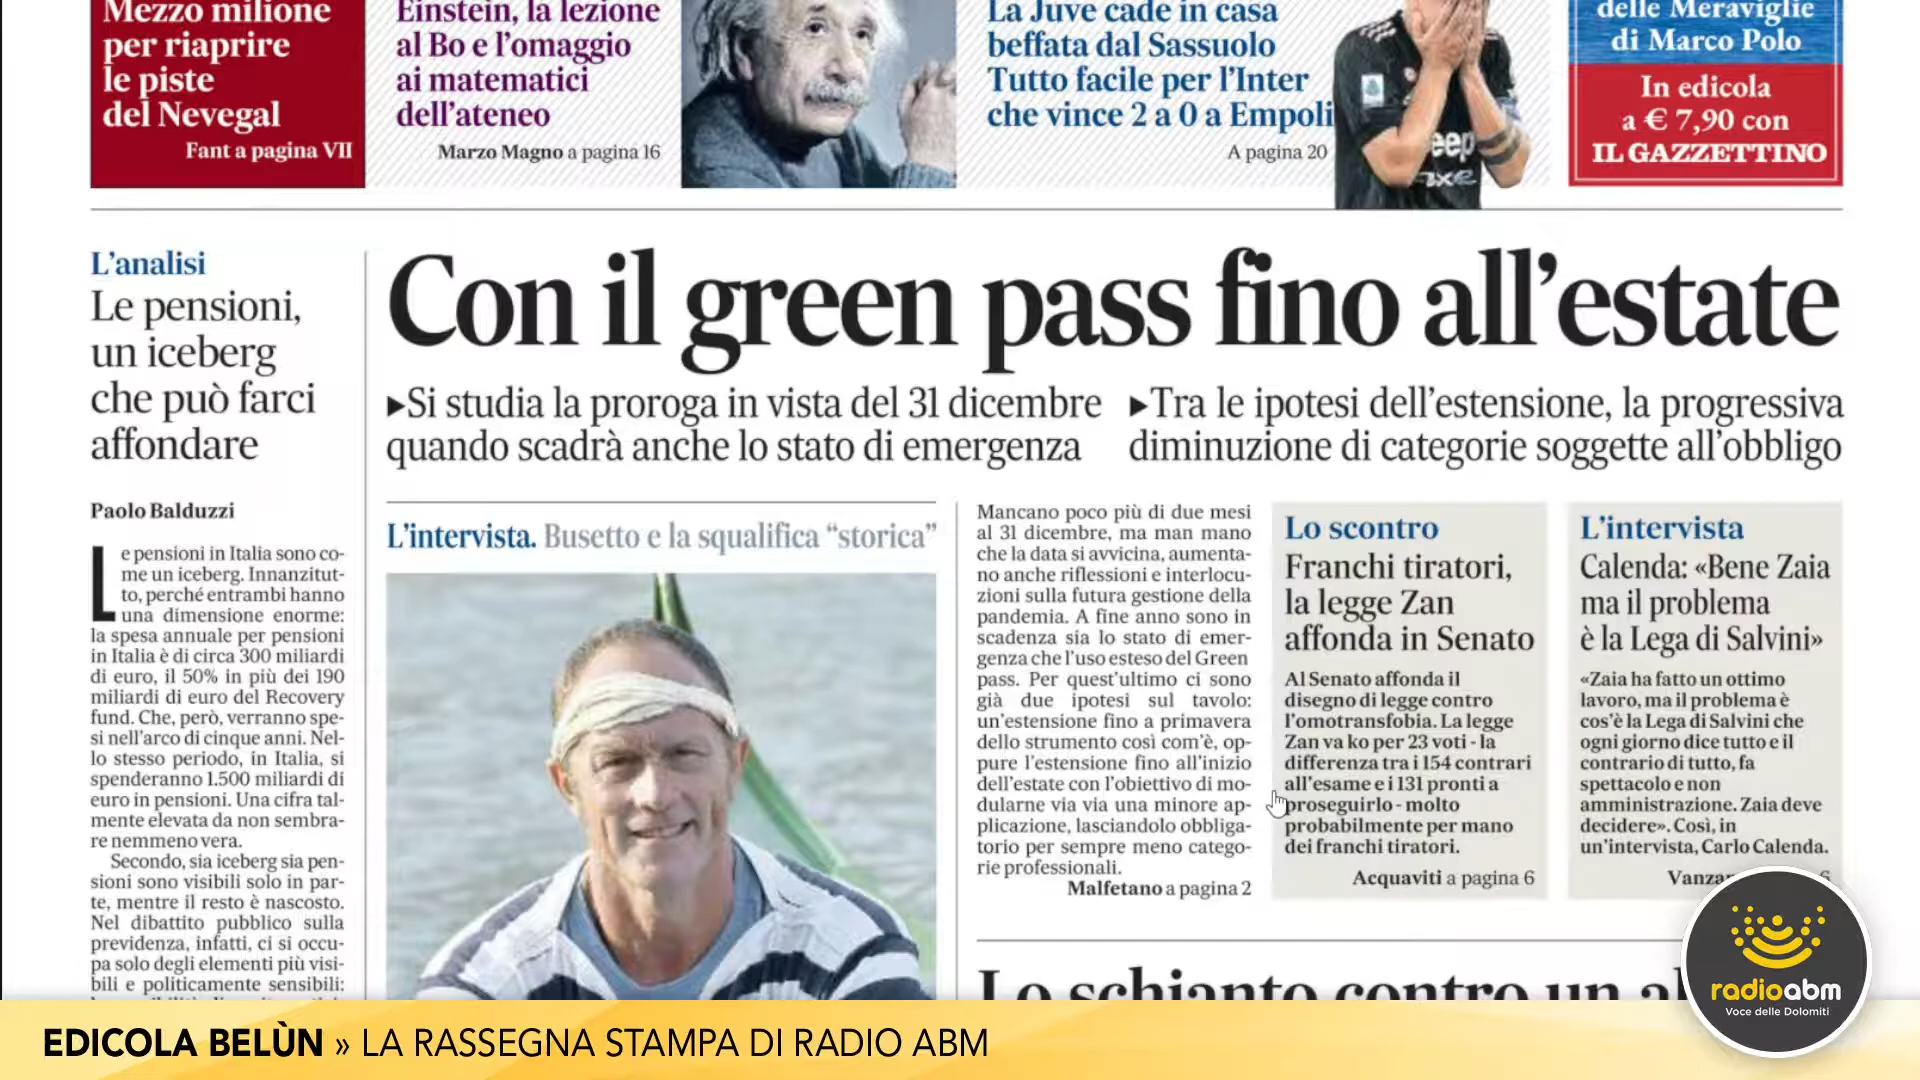 Mezzo milione
per riaprire
le piste
del Nevegal
Fant a pagina VII
Einstein, la lezione
al Bo e l'omaggio
ai matematici
dell'ateneo
Marzo Magno a pagina 16
La Juve cade in casa
beffata dal Sassuolo
Tutto facile per l'Inter
che vince 2 a 0 a Empoli
A pagina 20
Jeep
delle Meraviglie
di Marco Polo
In edicola
a € 7,90 con
IL GAZZETTINO
L'analisi
Le pensioni,
un iceberg
che può farci
affondare
Paolo Balduzzi
Le pensioni in Italia sono co-
me un iceberg. Innanzitut-
to, perché entrambi hanno
una dimensione enorme:
la spesa annuale per pensioni
in Italia è di circa 300 miliardi
di euro, il 50% in più dei 190
miliardi di euro del Recovery
fund. Che, però, verranno spe-
si nell'arco di cinque anni. Nel-
lo stesso periodo, in Italia, si
spenderanno 1.500 miliardi di
euro in pensioni. Una cifra tal-
mente elevata da non sembra-
re nemmeno vera.
Secondo, sia iceberg sia pen-
sioni sono visibili solo in par-
te, mentre il resto è nascosto.
Nel dibattito pubblico sulla
previdenza, infatti, ci si occu-
pa solo degli elementi più visi-
bili e politicamente sensibili:
Con il green pass fino all'estate
▸Si studia la proroga in vista del 31 dicembre
quando scadrà anche lo stato di emergenza
▸Tra le ipotesi dell'estensione, la progressiva
diminuzione di categorie soggette all'obbligo
L'intervista. Busetto e la squalifica “storica”
Mancano poco più di due mesi
al 31 dicembre, ma man mano
che la data si avvicina, aumenta-
no anche riflessioni e interlocu-
zioni sulla futura gestione della
pandemia. A fine anno sono in
scadenza sia lo stato di emer-
genza che l'uso esteso del Green
pass. Per quest'ultimo ci sono
già due ipotesi sul tavolo:
un'estensione fino a primavera
dello strumento così com'è, op-
pure l'estensione fino all'inizio
dell'estate con l'obiettivo di mo-
dularne via via una minore ap-
plicazione, lasciandolo obbliga-
torio per sempre meno catego-
rie professionali.
Malfetano a pagina 2
Lo scontro
Franchi tiratori,
la legge Zan
affonda in Senato
Al Senato affonda il
disegno di legge contro
l'omotransfobia. La legge
Zan va ko per 23 voti - la
differenza tra i 154 contrari
all'esame e i 131 pronti a
proseguirlo - molto
probabilmente per mano
dei franchi tiratori.
Acquaviti a pagina 6
L'intervista
Calenda: «Bene Zaia
ma il problema
è la Lega di Salvini»
«Zaia ha fatto un ottimo
lavoro, ma il problema è
cos'è la Lega di Salvini che
ogni giorno dice tutto e il
contrario di tutto, fa
spettacolo e non
amministrazione. Zaia deve
decidere». Così, in
un'intervista, Carlo Calenda.
Lo schianto contro un
radioabm
Voce delle Dolomiti
EDICOLA BELÙN » LA RASSEGNA STAMPA DI RADIO ABM